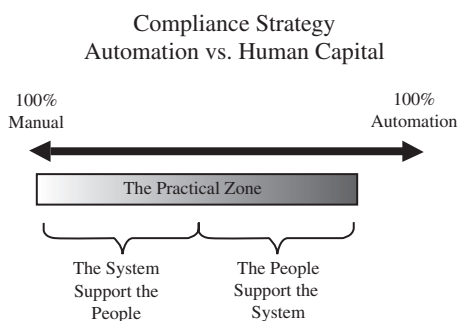 Compliance Strategy
Automation vs. Human Capital
100%
Manual
100%
Automation
The Practical Zone
The System
Support the
People
The People
Support the
System